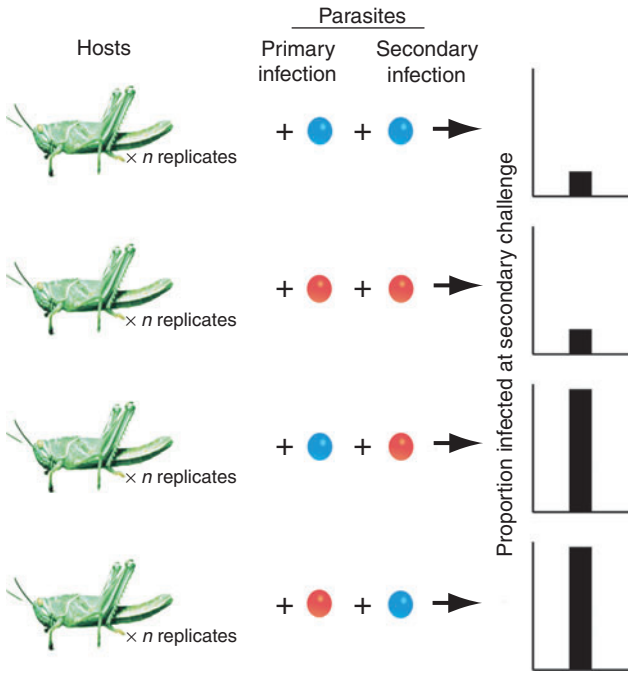 Parasites
Hosts
Primary infection
Secondary infection
+ +
× n replicates
+ +
× n replicates
+ +
× n replicates
+ +
× n replicates
Proportion infected at secondary challenge